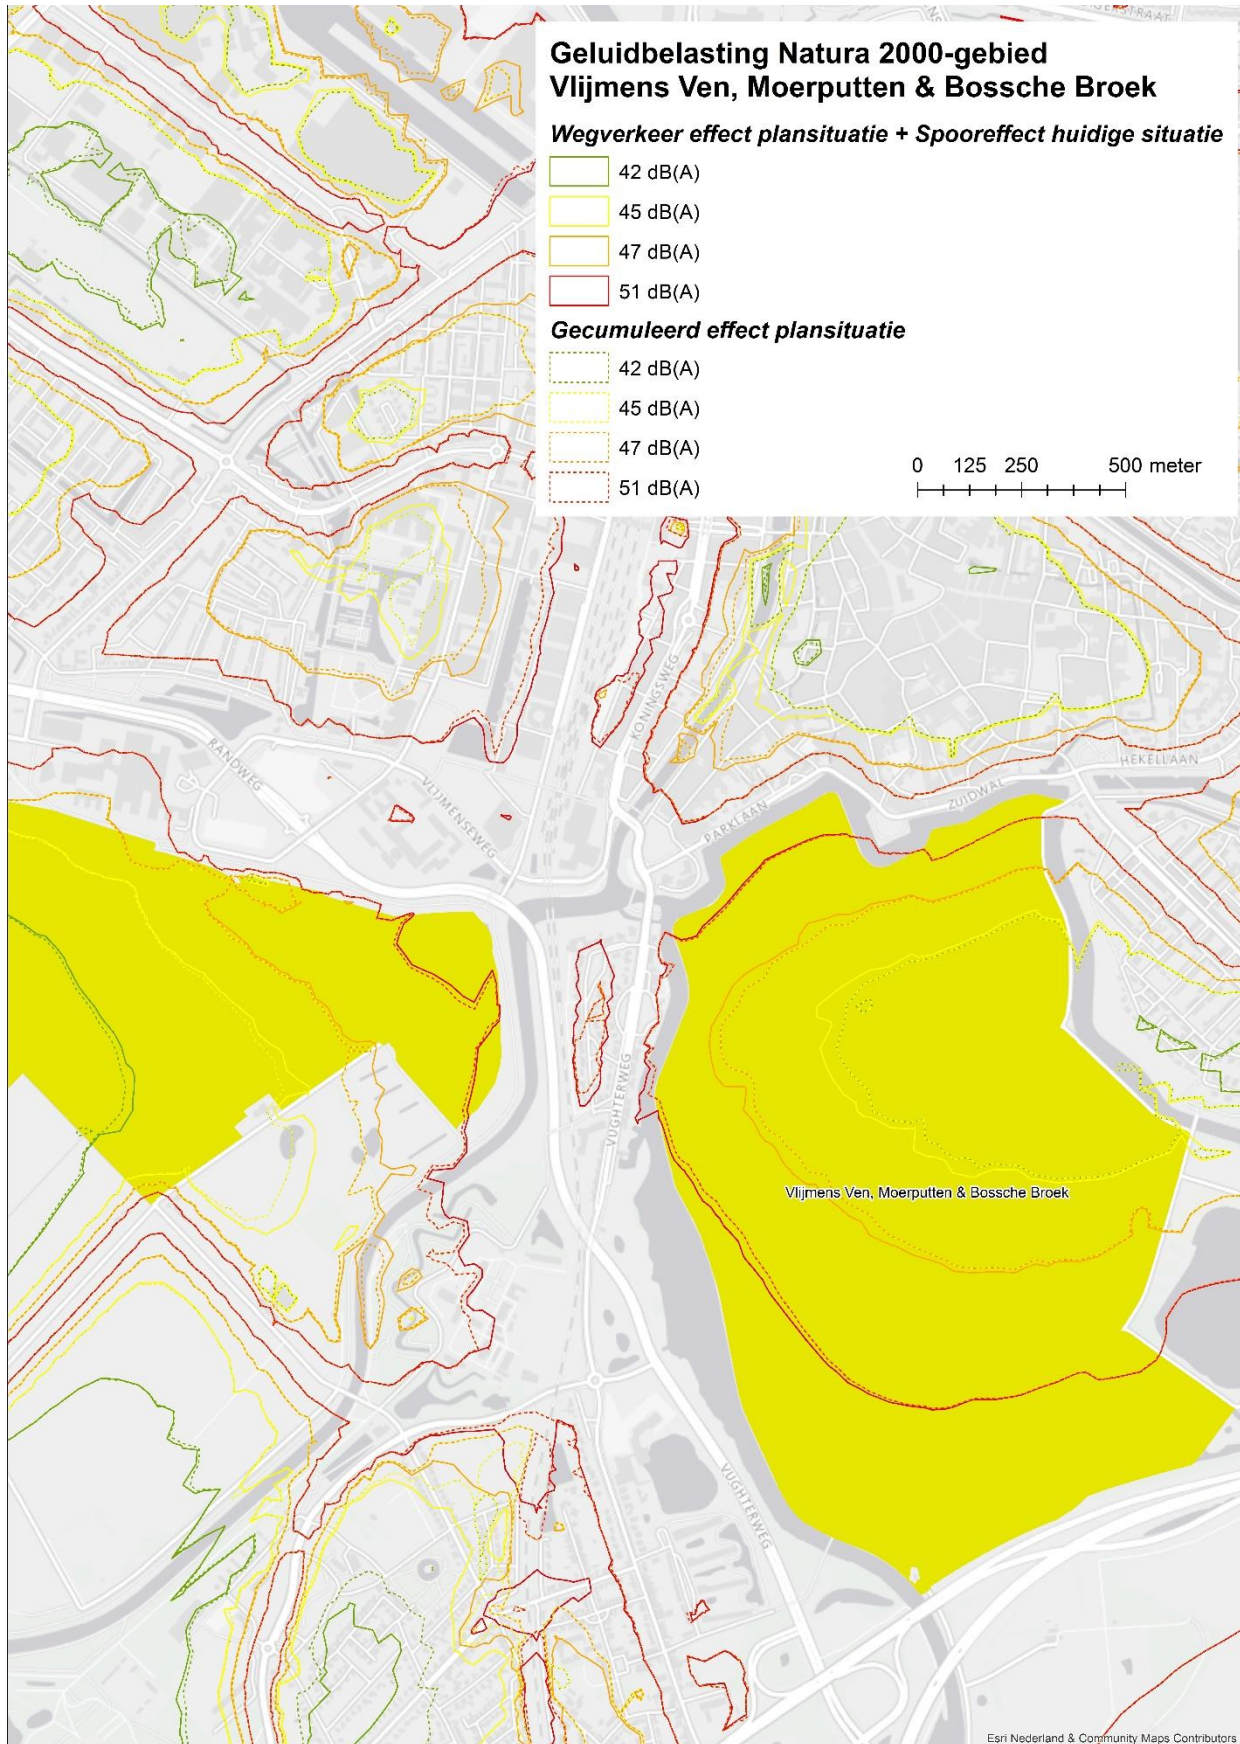 Geluidbelasting Natura 2000-gebied
Vlijmens Ven, Moerputten & Bossche Broek
Wegverkeer effect plansituatie + Spooreffect huidige situatie
42 dB(A)
45 dB(A)
47 dB(A)
51 dB(A)
Gecumuleerd effect plansituatie
42 dB(A)
45 dB(A)
47 dB(A)
51 dB(A)
0 125 250 500 meter
KONINGSWEG
RANDWEG
VLIJMENSEWEG
PARKLAAN
ZUIDWAL
HEKELLAAN
VUGHTERWEG
Vlijmens Ven, Moerputten & Bossche Broek
VUGHTERWEG
Esri Nederland & Community Maps Contributors